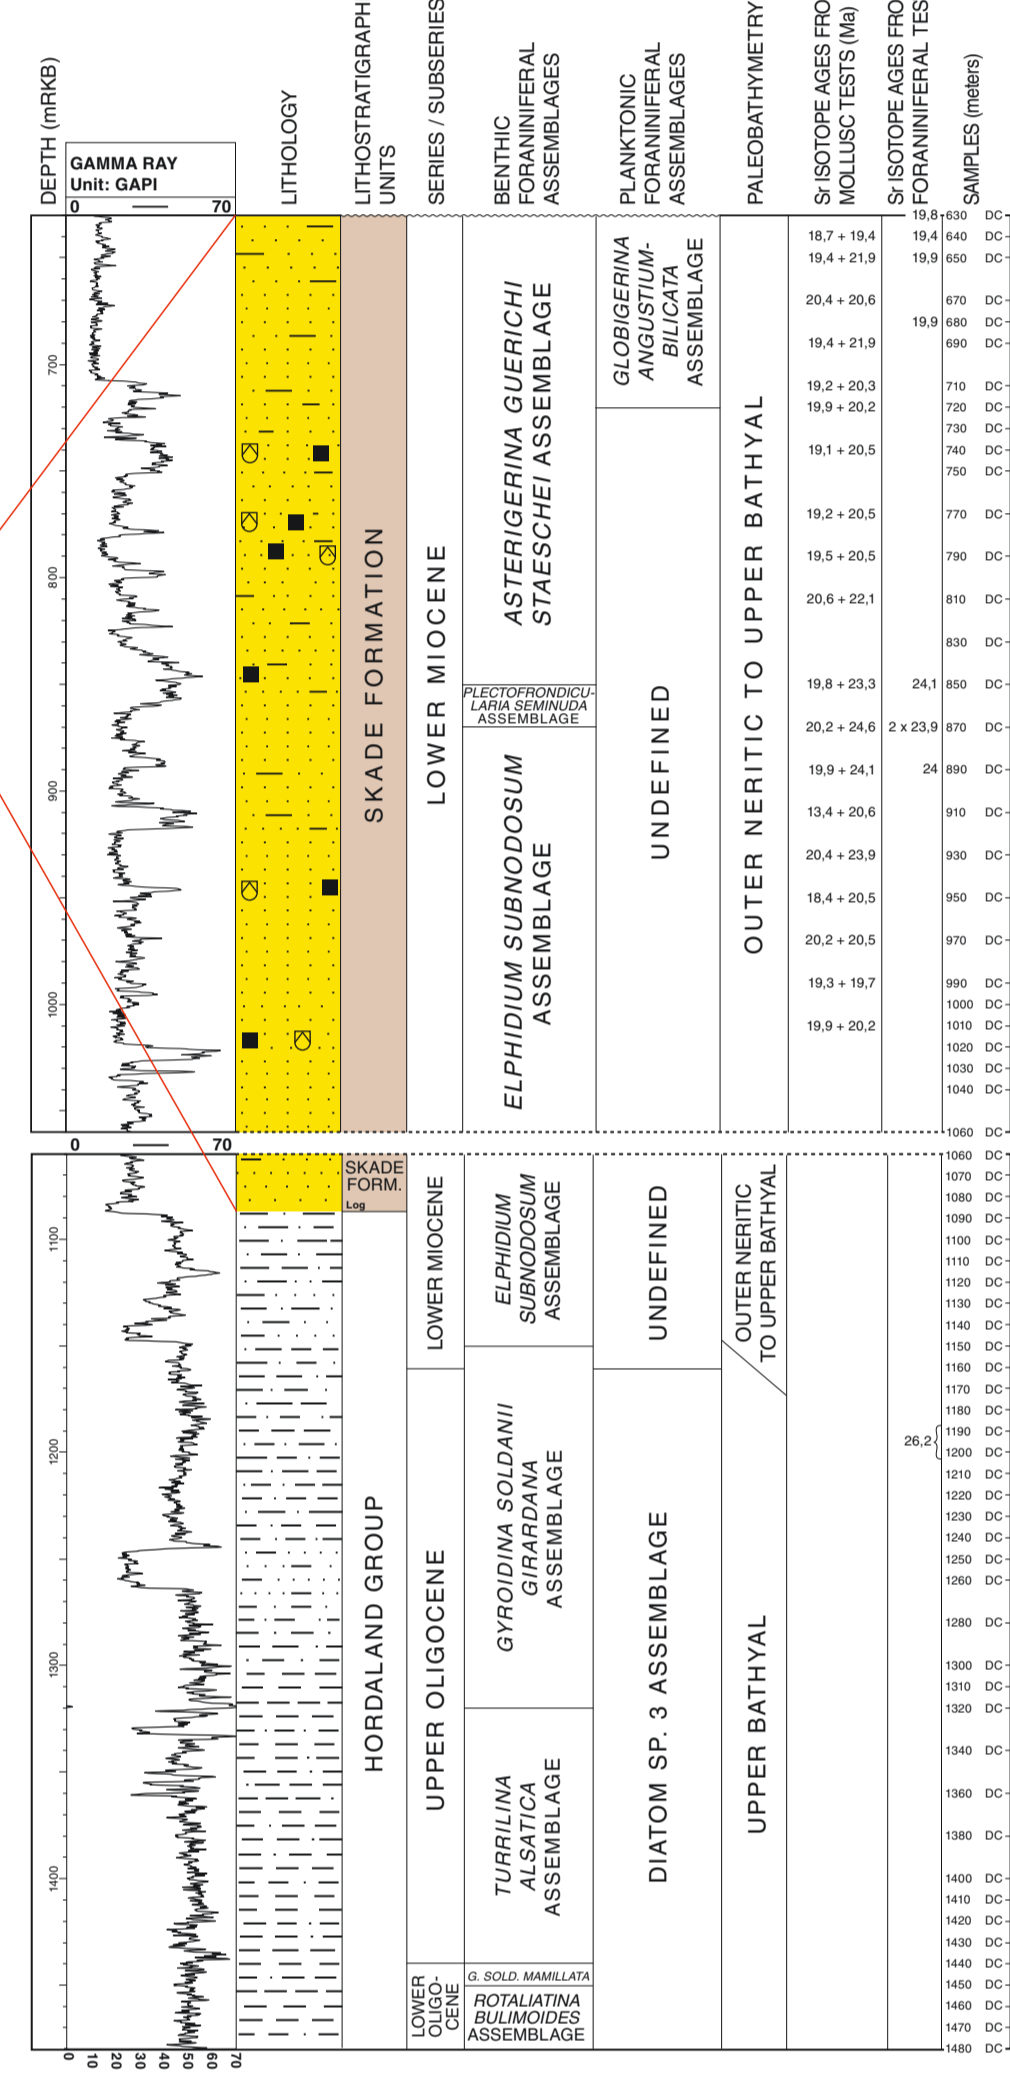 DEPTH (mRKB)
GAMMA RAY
Unit: GAPI
0 70
LITHOLOGY
LITHOSTRATIGRAPH
UNITS
SERIES / SUBSERIES
BENTHIC
FORANINIFERAL
ASSEMBLAGES
PLANKTONIC
FORANINIFERAL
ASSEMBLAGES
PALEOBATHYMETRY
Sr ISOTOPE AGES FRO
MOLLUSC TESTS (Ma)
Sr ISOTOPE AGES FRO
FORANINIFERAL TES
SAMPLES (meters)
700
800
900
1000
SKADE FORMATION
LOWER MIOCENE
ASTERIGERINA GUERICHI
STAESCHEI ASSEMBLAGE
PLECTOFRONDICU-
LARIA SEMINUDA
ASSEMBLAGE
ELPHIDIUM SUBNODOSUM
ASSEMBLAGE
GLOBIGERINA
ANGUSTIUM-
BILICATA
ASSEMBLAGE
UNDEFINED
OUTER NERITIC TO UPPER BATHYAL
19,8 630 DC
18,7 + 19,4 19,4 640 DC
19,4 + 21,9 19,9 650 DC
20,4 + 20,6 670 DC
19,9 680 DC
19,4 + 21,9 690 DC
19,2 + 20,3 710 DC
19,9 + 20,2 720 DC
730 DC
19,1 + 20,5 740 DC
750 DC
19,2 + 20,5 770 DC
19,5 + 20,5 790 DC
20,6 + 22,1 810 DC
830 DC
19,8 + 23,3 24,1 850 DC
20,2 + 24,6 2 x 23,9 870 DC
19,9 + 24,1 24 890 DC
13,4 + 20,6 910 DC
20,4 + 23,9 930 DC
18,4 + 20,5 950 DC
20,2 + 20,5 970 DC
19,3 + 19,7 990 DC
1000 DC
19,9 + 20,2 1010 DC
1020 DC
1030 DC
1040 DC
1060 DC
0 70
1100
1200
1300
1400
SKADE
FORM.
Log
HORDALAND GROUP
LOWER MIOCENE
UPPER OLIGOCENE
LOWER
OLIGO-
CENE
ELPHIDIUM
SUBNODOSUM
ASSEMBLAGE
GYROIDINA SOLDANII
GIRARDANA
ASSEMBLAGE
TURRILINA
ALSATICA
ASSEMBLAGE
G. SOLD. MAMILLATA
ROTALIATINA
BULIMOIDES
ASSEMBLAGE
UNDEFINED
DIATOM SP. 3 ASSEMBLAGE
OUTER NERITIC
TO UPPER BATHYAL
UPPER BATHYAL
1060 DC
1070 DC
1080 DC
1090 DC
1100 DC
1110 DC
1120 DC
1130 DC
1140 DC
1150 DC
1160 DC
1170 DC
1180 DC
1190 DC
26,2
1200 DC
1210 DC
1220 DC
1230 DC
1240 DC
1250 DC
1260 DC
1280 DC
1300 DC
1310 DC
1320 DC
1340 DC
1360 DC
1380 DC
1400 DC
1410 DC
1420 DC
1430 DC
1440 DC
1450 DC
1460 DC
1470 DC
1480 DC
0 10 20 30 40 50 60 70